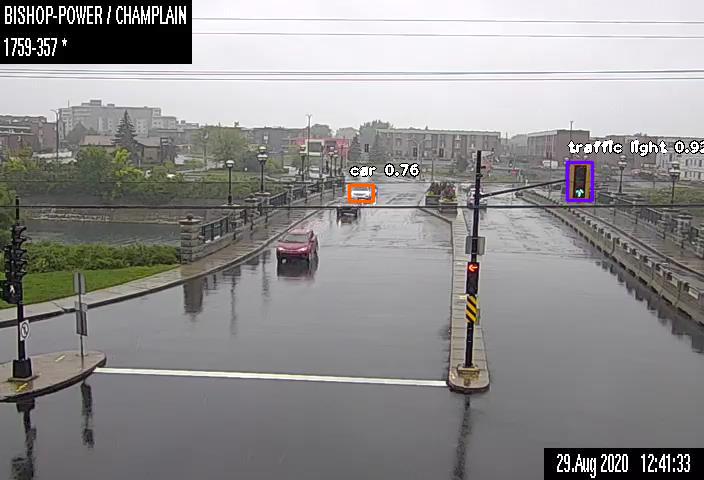 BISHOP-POWER / CHAMPLAIN
1759-357 *
traffic light 0.92
car 0.76
29.Aug 2020 12:41:33